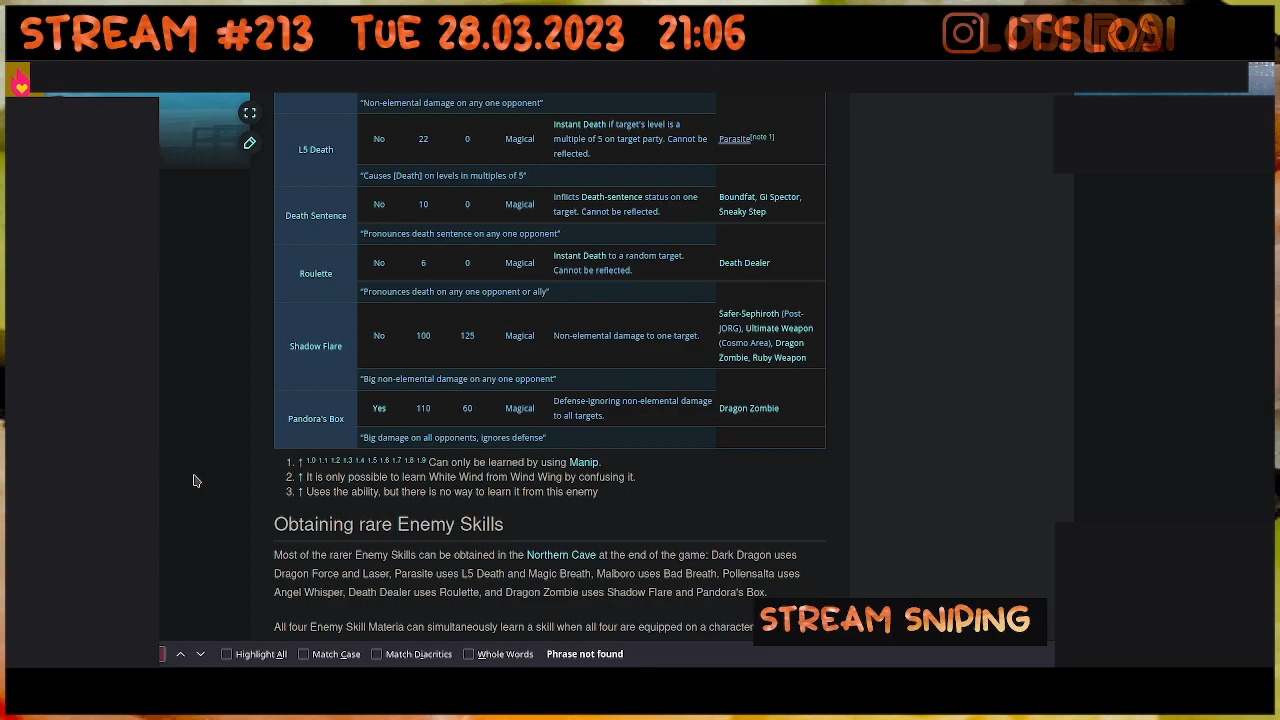 STREAM #213 TUE 28.03.2023 21:06
"Non-elemental damage on any one opponent"
L5 Death No 22 0 Magical Instant Death if target's level is a multiple of 5 on target party. Cannot be reflected. Parasite[note 1]
"Causes [Death] on levels in multiples of 5"
Death Sentence No 10 0 Magical Inflicts Death-sentence status on one target. Cannot be reflected. Boundfat, Gi Spector, Sneaky Step
"Pronounces death sentence on any one opponent"
Roulette No 6 0 Magical Instant Death to a random target. Cannot be reflected. Death Dealer
"Pronounces death on any one opponent or ally"
Shadow Flare No 100 125 Magical Non-elemental damage to one target. Safer-Sephiroth (Post-JORG), Ultimate Weapon (Cosmo Area), Dragon Zombie, Ruby Weapon
"Big non-elemental damage on any one opponent"
Pandora's Box Yes 110 60 Magical Defense-ignoring non-elemental damage to all targets. Dragon Zombie
"Big damage on all opponents, ignores defense"
1. ↑ 1.0 1.1 1.2 1.3 1.4 1.5 1.6 1.7 1.8 1.9 Can only be learned by using Manip.
2. ↑ It is only possible to learn White Wind from Wind Wing by confusing it.
3. ↑ Uses the ability, but there is no way to learn it from this enemy
Obtaining rare Enemy Skills
Most of the rarer Enemy Skills can be obtained in the Northern Cave at the end of the game: Dark Dragon uses
Dragon Force and Laser, Parasite uses L5 Death and Magic Breath, Malboro uses Bad Breath. Pollensalta uses
Angel Whisper, Death Dealer uses Roulette, and Dragon Zombie uses Shadow Flare and Pandora's Box.
All four Enemy Skill Materia can simultaneously learn a skill when all four are equipped on a characte
STREAM SNIPING
Highlight All Match Case Match Diacritics Whole Words Phrase not found